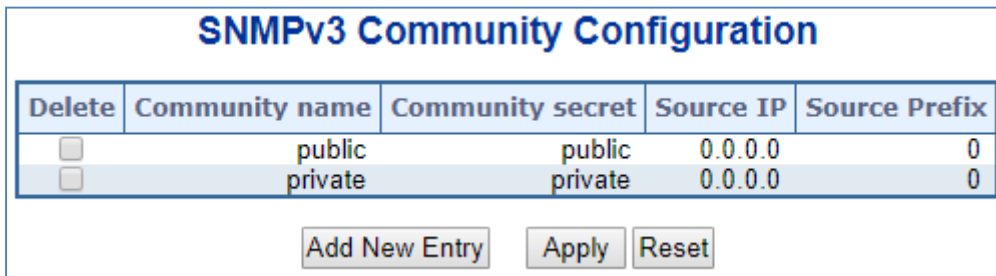 SNMPv3 Community Configuration
Delete Community name Community secret Source IP Source Prefix
public public 0.0.0.0 0
private private 0.0.0.0 0
Add New Entry Apply Reset